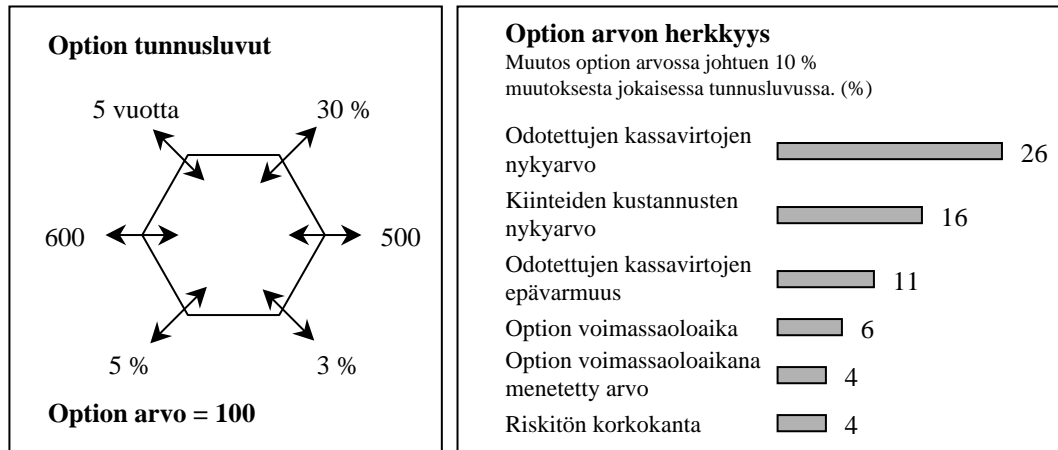 Option tunnusluvut
5 vuotta
30 %
600
500
5 %
3 %
Option arvo = 100
Option arvon herkkyys
Muutos option arvossa johtuen 10 %
muutoksesta jokaisessa tunnusluvussa. (%)
Odotettujen kassavirtojen
nykyarvo
26
Kiinteiden kustannusten
nykyarvo
16
Odotettujen kassavirtojen
epävarmuus
11
Option voimassaoloaika
6
Option voimassaoloaikana
menetetty arvo
4
Riskitön korkokanta
4